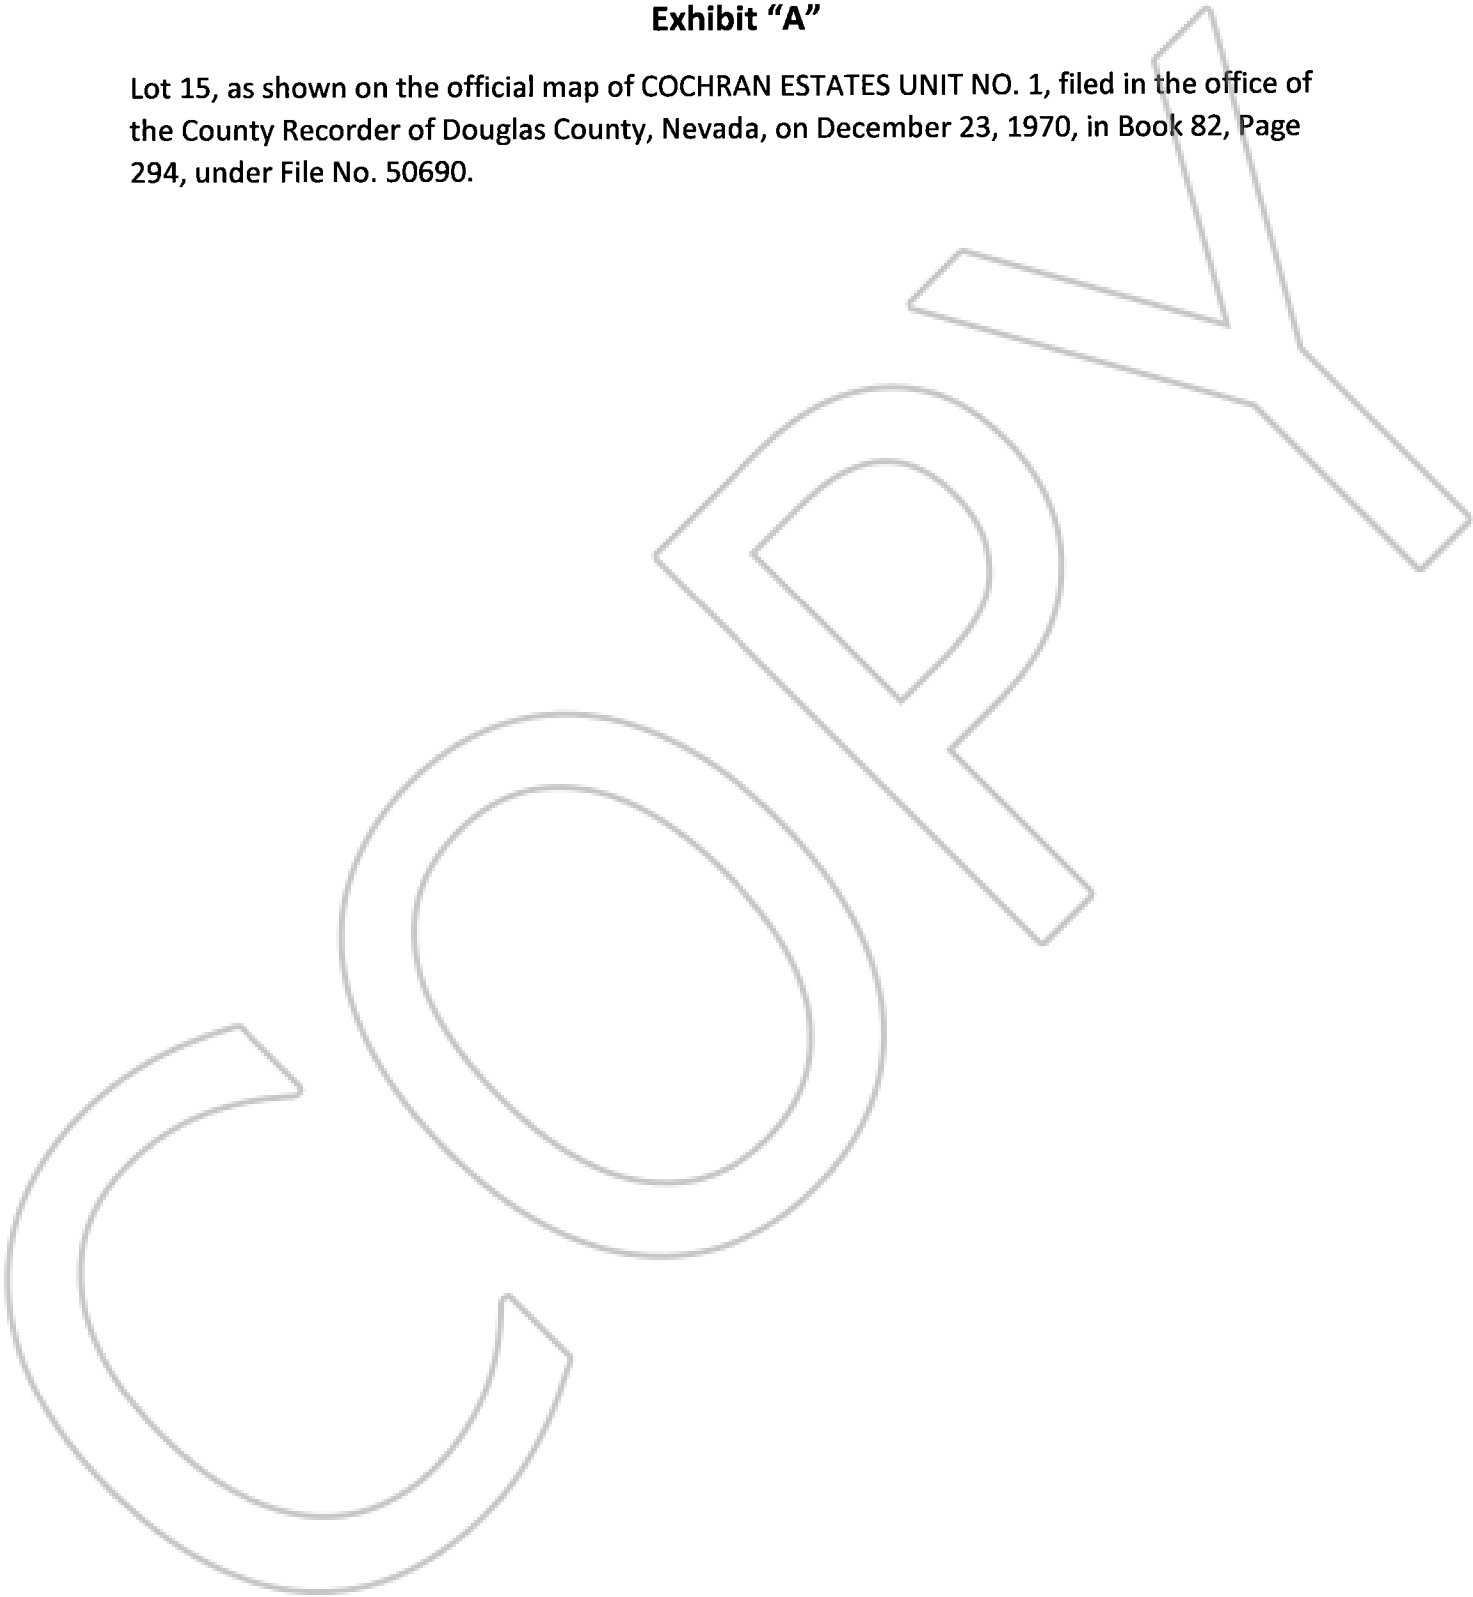 Exhibit “A”
Lot 15, as shown on the official map of COCHRAN ESTATES UNIT NO. 1, filed in the office of
the County Recorder of Douglas County, Nevada, on December 23, 1970, in Book 82, Page
294, under File No. 50690.
COPY